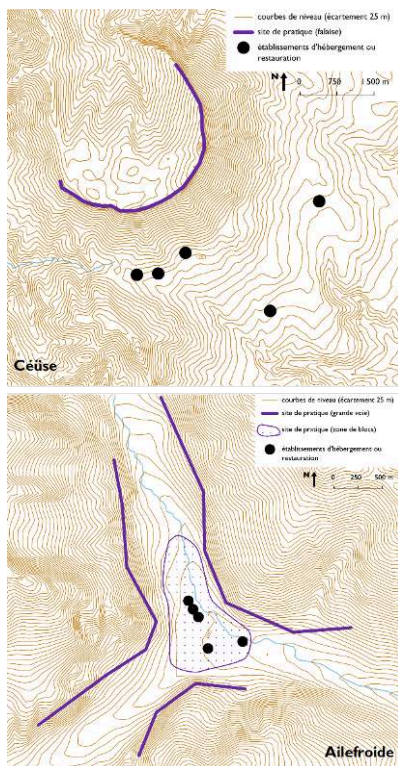 courbes de niveau (écartement 25 m)
site de pratique (falaise)
établissements d'hébergement ou
restauration
N
0 750 1 500 m
Céüse
courbes de niveau (écartement 25 m)
site de pratique (grande voie)
site de pratique (zone de blocs)
établissements d'hébergement ou
restauration
N
0 250 500 m
Ailefroide